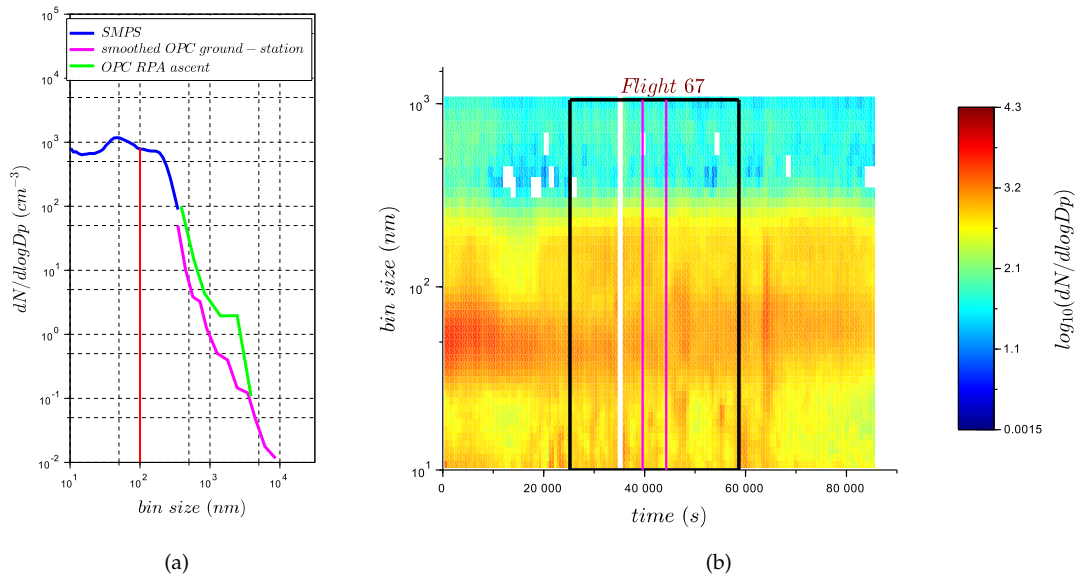 10^5
SMPS
smoothed OPC ground − station
OPC RPA ascent
10^4
10^3
10^2
10^1
10^0
10^-1
10^-2
dN/dlogDp (cm^−3)
10^1 10^2 10^3 10^4
bin size (nm)
(a)
Flight 67
10^3
10^2
10^1
bin size (nm)
0 20 000 40 000 60 000 80 000
time (s)
(b)
4.3
3.2
2.1
1.1
0.0015
log10(dN/dlogDp)